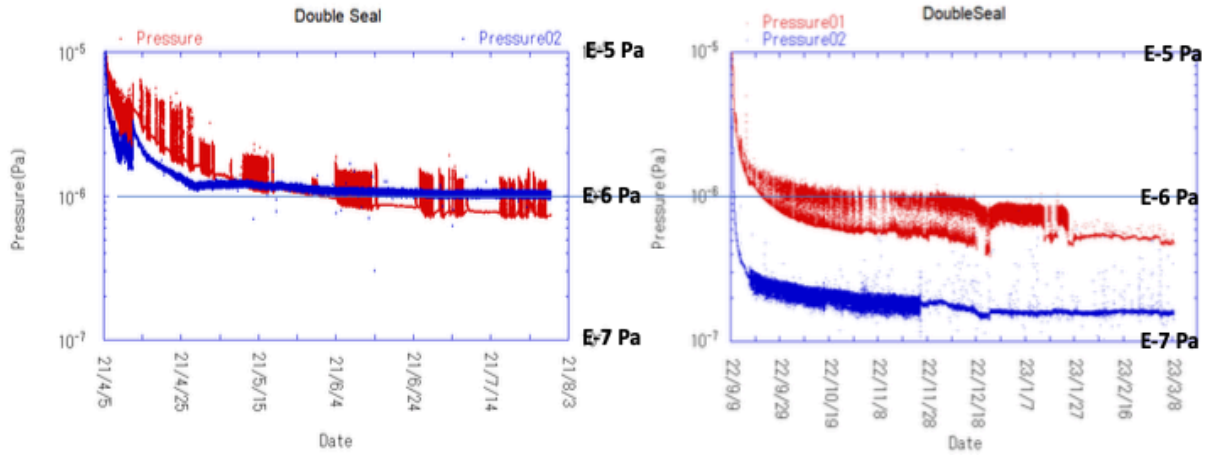 Double Seal
Pressure
Pressure02
10-5
10-6
10-7
E-5 Pa
E-6 Pa
E-7 Pa
Pressure(Pa)
21/4/5
21/4/25
21/5/15
21/6/4
21/6/24
21/7/14
21/8/3
Date
DoubleSeal
Pressure01
Pressure02
10-5
10-6
10-7
E-5 Pa
E-6 Pa
E-7 Pa
Pressure(Pa)
22/9/9
22/9/29
22/10/19
22/11/8
22/11/28
22/12/18
23/1/7
23/1/27
23/2/16
23/3/8
Date